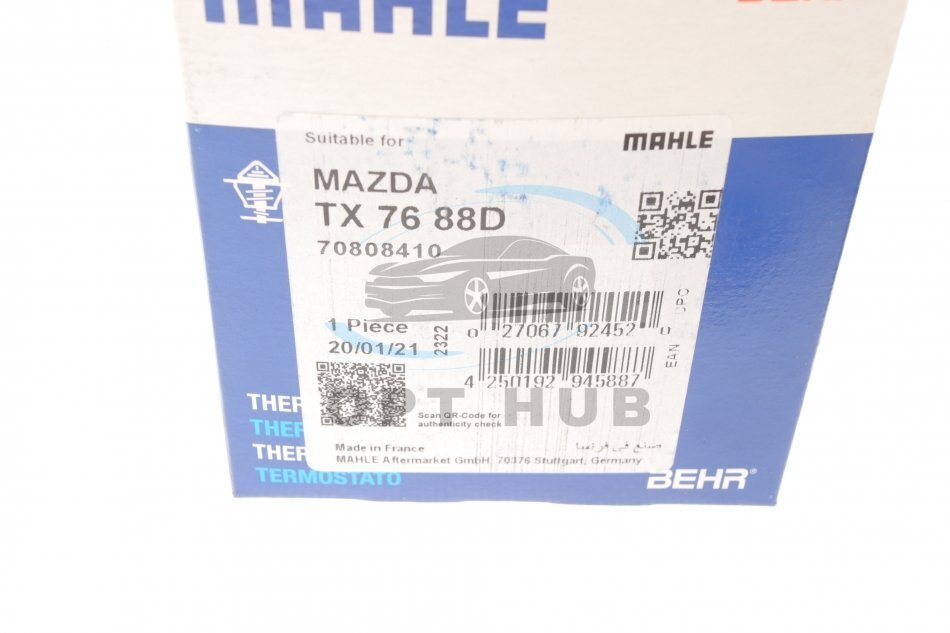 MAHLE
BEHR
Suitable for
MAHLE
MAZDA
TX 76 88D
70808410
1 Piece
20/01/21
2322
0 27067 92452 0
UPC
4 250192 945887
EAN
OPT HUB
Scan QR-Code for
authenticity check
Made in France
صنع في فرنسا
MAHLE Aftermarket GmbH, 70376 Stuttgart, Germany
THER
THER
THER
TERMOSTATO
BEHR®